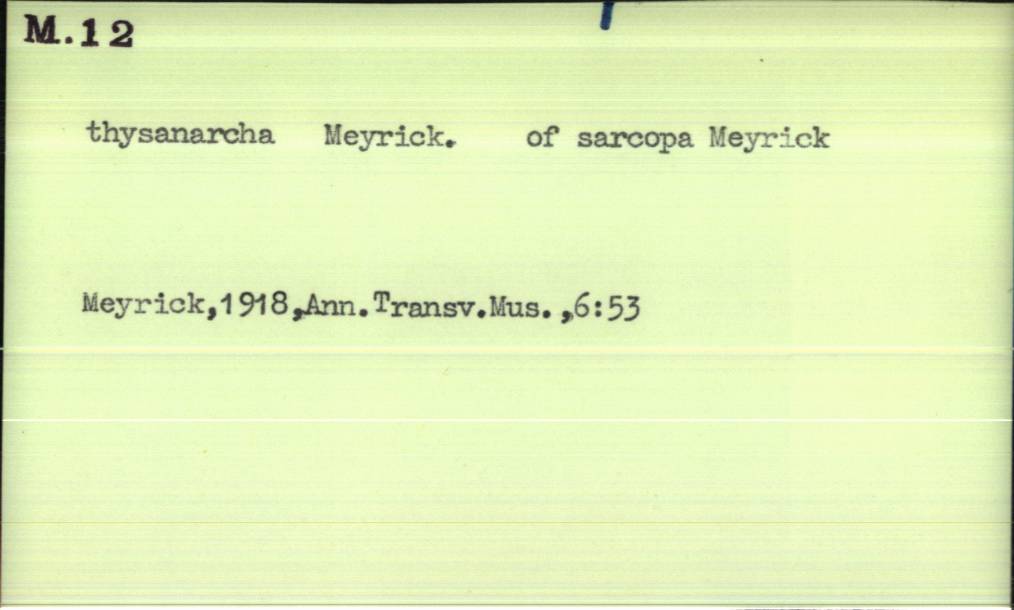 M.12
thysanarcha Meyrick. of sarcopa Meyrick
Meyrick,1918,Ann.Transv.Mus.,6:53